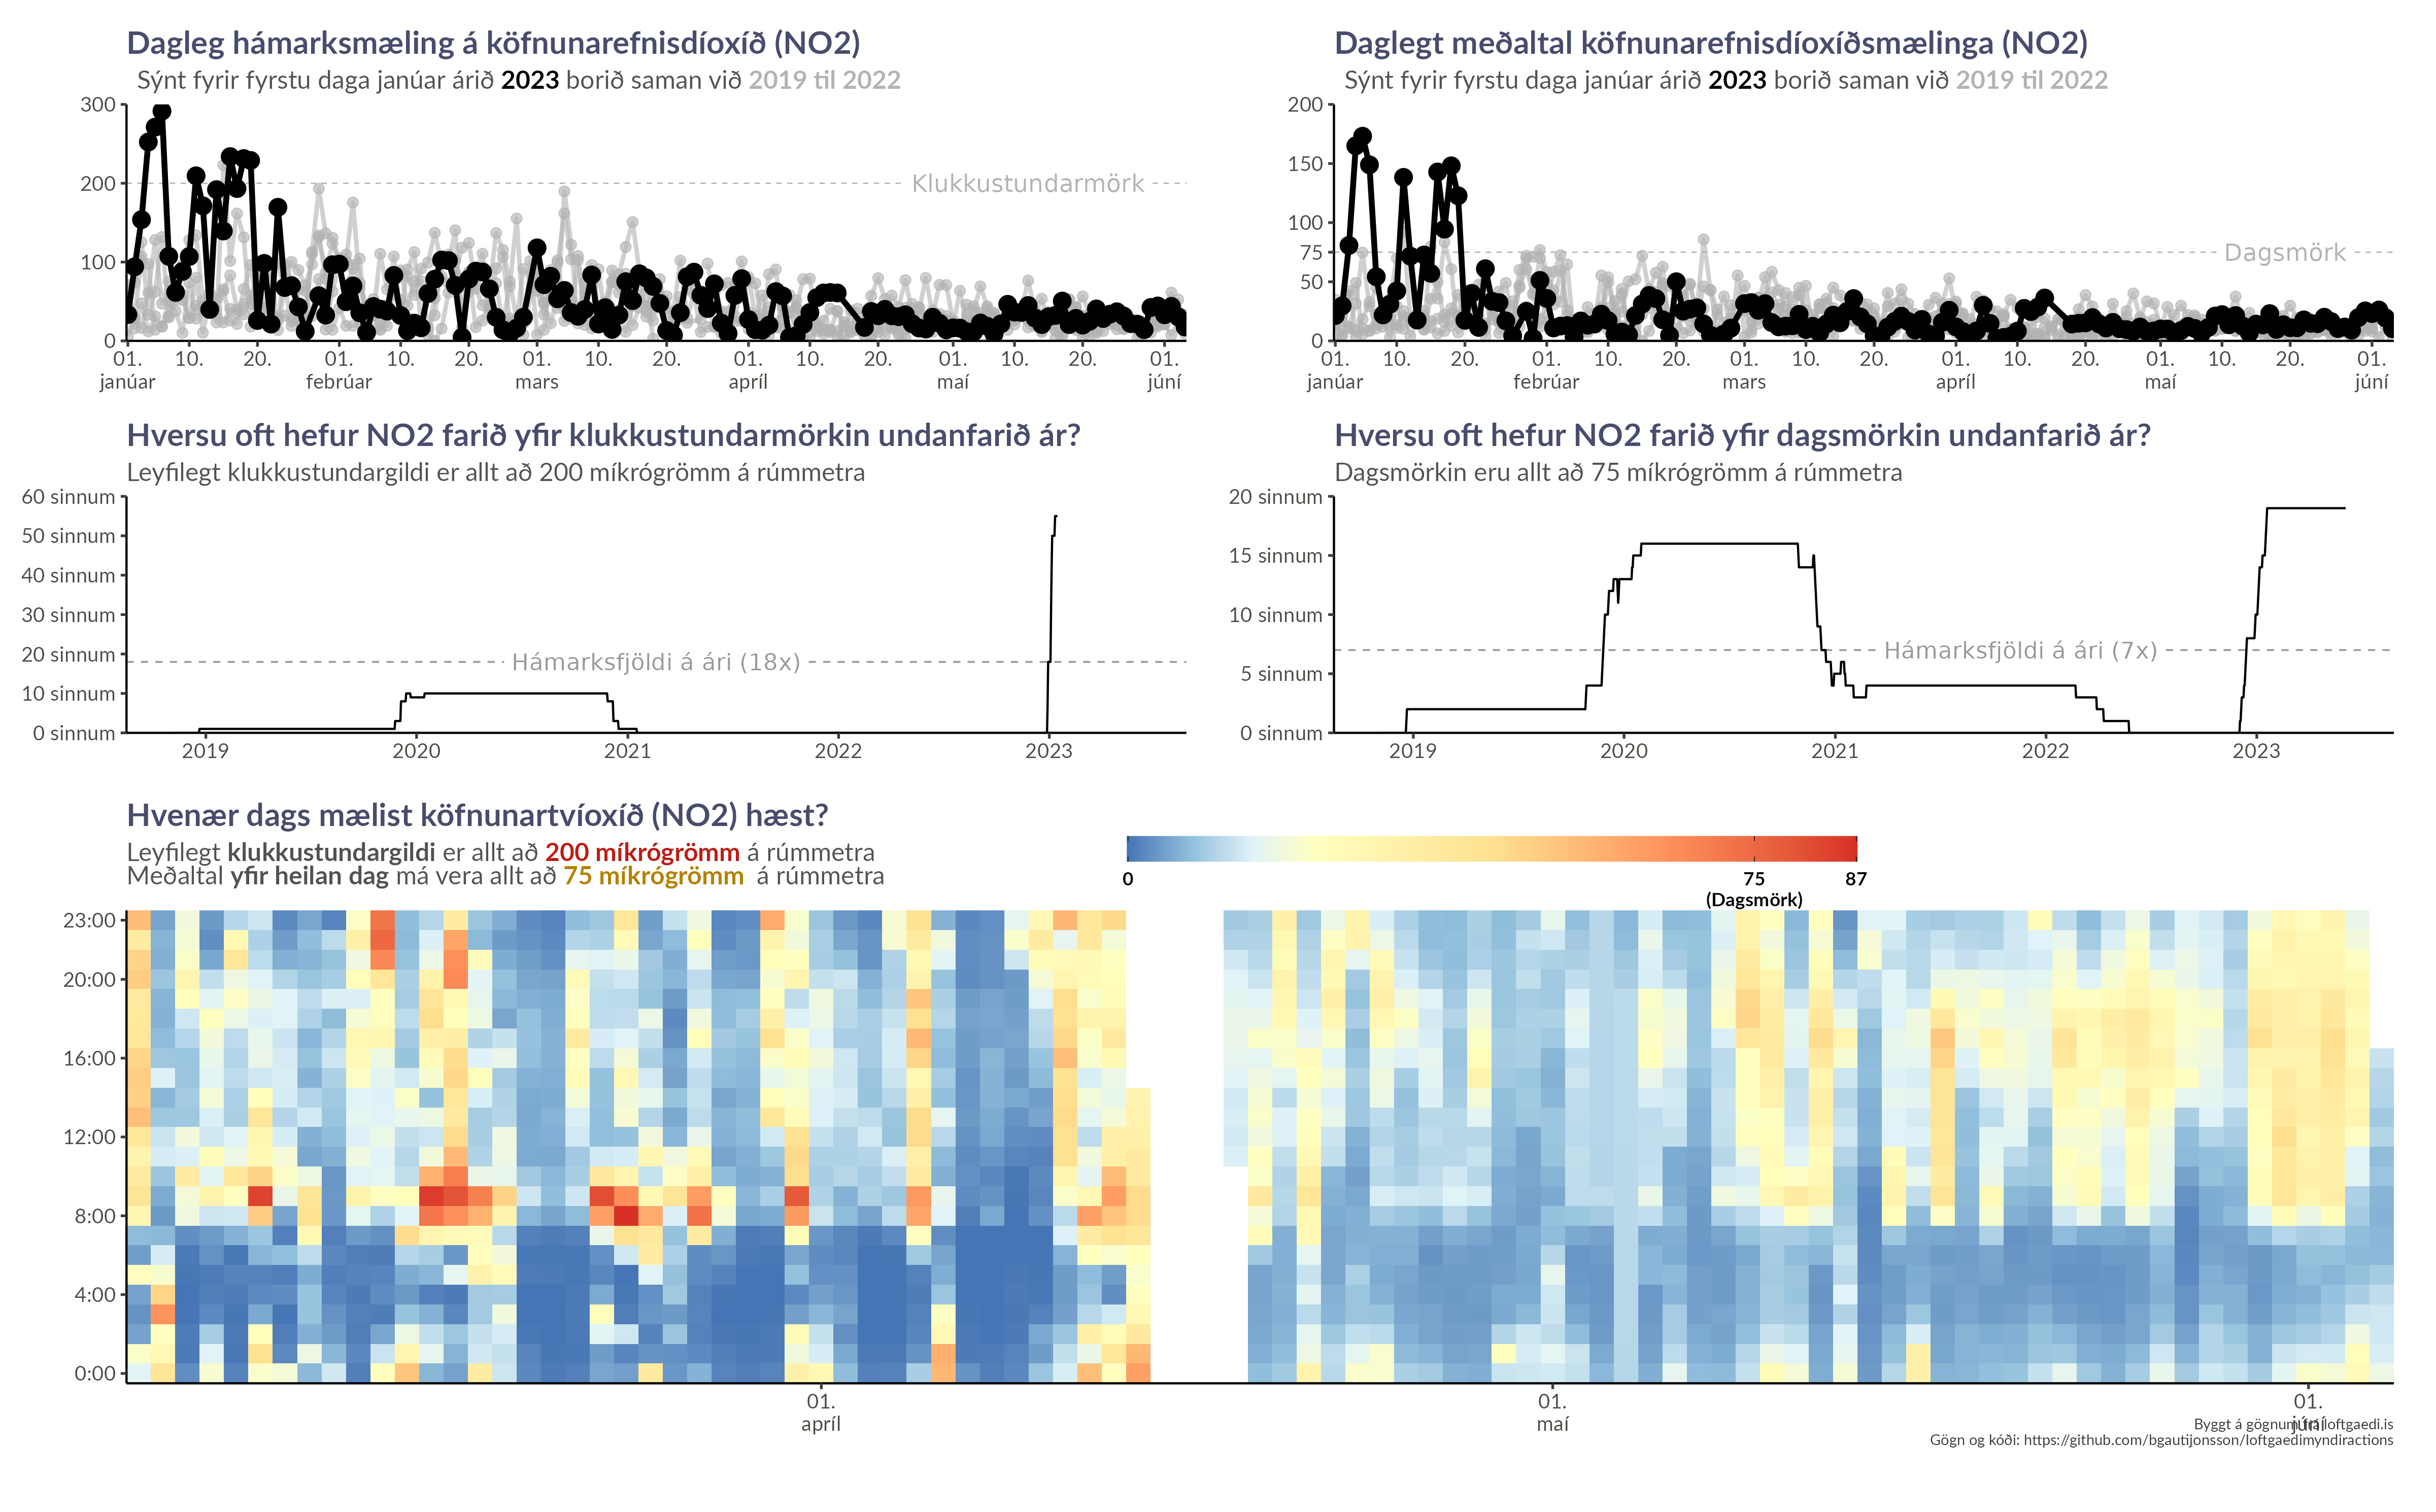 Dagleg hámarksmæling á köfnunarefnisdíoxíð (NO2)
Sýnt fyrir fyrstu daga janúar árið 2023 borið saman við 2019 til 2022
300
200
100
0
Klukkustundarmörk
01. 10. 20. 01. 10. 20. 01. 10. 20. 01. 10. 20. 01. 10. 20. 01.
janúar febrúar mars apríl maí júní
Daglegt meðaltal köfnunarefnisdíoxíðsmælinga (NO2)
Sýnt fyrir fyrstu daga janúar árið 2023 borið saman við 2019 til 2022
200
150
100
75
50
0
Dagsmörk
01. 10. 20. 01. 10. 20. 01. 10. 20. 01. 10. 20. 01. 10. 20. 01.
janúar febrúar mars apríl maí júní
Hversu oft hefur NO2 farið yfir klukkustundarmörkin undanfarið ár?
Leyfilegt klukkustundargildi er allt að 200 míkrógrömm á rúmmetra
60 sinnum
50 sinnum
40 sinnum
30 sinnum
20 sinnum
10 sinnum
0 sinnum
Hámarksfjöldi á ári (18x)
2019 2020 2021 2022 2023
Hversu oft hefur NO2 farið yfir dagsmörkin undanfarið ár?
Dagsmörkin eru allt að 75 míkrógrömm á rúmmetra
20 sinnum
15 sinnum
10 sinnum
5 sinnum
0 sinnum
Hámarksfjöldi á ári (7x)
2019 2020 2021 2022 2023
Hvenær dags mælist köfnunartvíoxíð (NO2) hæst?
Leyfilegt klukkustundargildi er allt að 200 míkrógrömm á rúmmetra
Meðaltal yfir heilan dag má vera allt að 75 míkrógrömm á rúmmetra
0 75 87
(Dagsmörk)
23:00
20:00
16:00
12:00
8:00
4:00
0:00
01. 01. 01.
apríl maí júní
Byggt á gögnum frá loftgaedi.is
Gögn og kóði: https://github.com/bgautijonsson/loftgaedimyndiractions